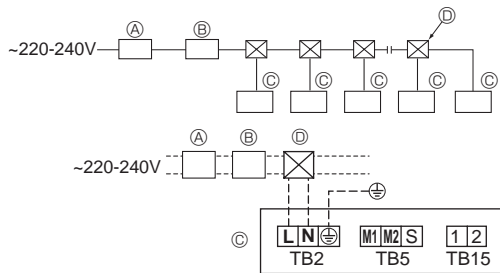 Ⓓ
Ⓐ Ⓑ
~220-240V
Ⓒ Ⓒ Ⓒ Ⓒ Ⓒ
Ⓐ Ⓑ Ⓓ
~220-240V
Ⓒ L N M1 M2 S 1 2
TB2 TB5 TB15